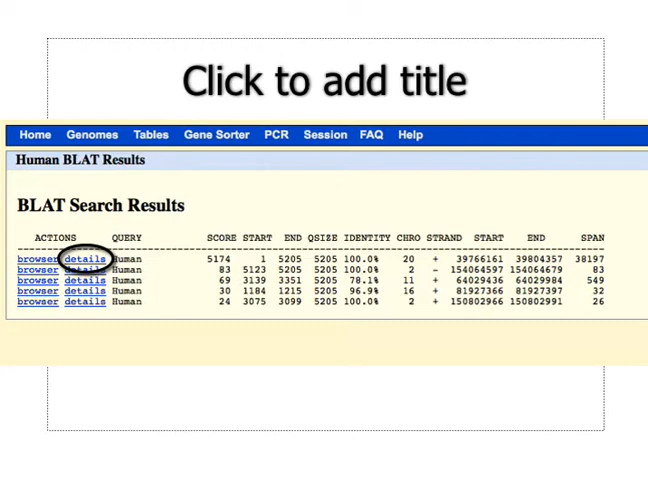 Click to add title
Home Genomes Tables Gene Sorter PCR Session FAQ Help
Human BLAT Results
BLAT Search Results
ACTIONS QUERY SCORE START END QSIZE IDENTITY CHRO STRAND START END SPAN
browser details Human 5174 1 5205 5205 100.0% 20 + 39766161 39804357 38197
browser details Human 83 5123 5205 5205 100.0% 2 - 154064597 154064679 83
browser details Human 69 3139 3351 5205 78.1% 11 + 64029436 64029984 549
browser details Human 30 1184 1215 5205 96.9% 16 + 81927366 81927397 32
browser details Human 24 3075 3099 5205 100.0% 2 + 150802966 150802991 26